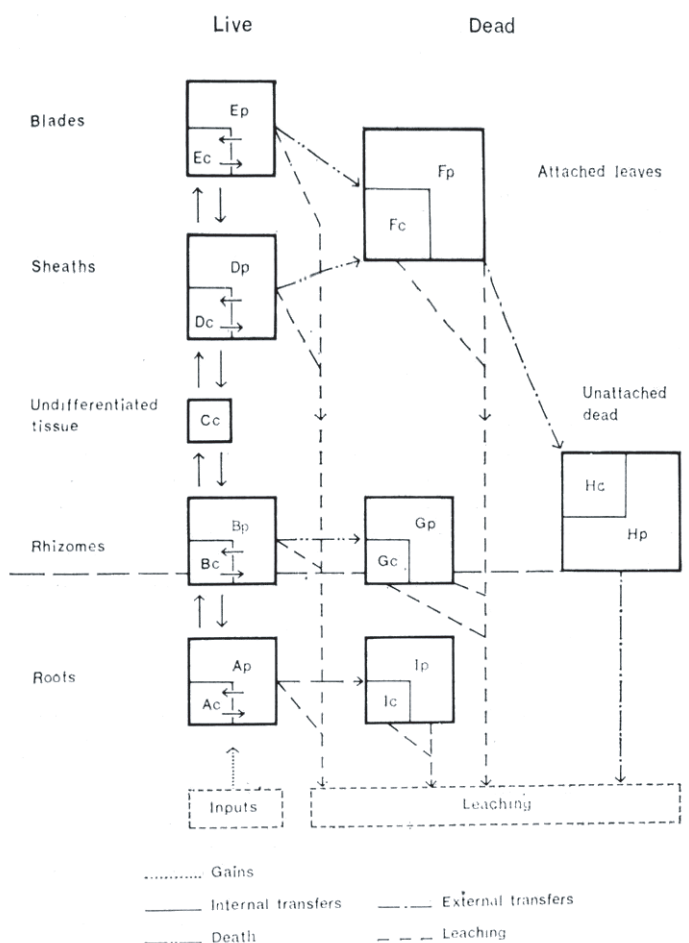 Live Dead
Blades
Ep
Ec
Fp
Fc
Attached leaves
Sheaths
Dp
Dc
Undifferentiated
tissue
Cc
Unattached
dead
Hc
Hp
Rhizomes
Bp
Bc
Gp
Gc
Roots
Ap
Ac
Ip
Ic
Inputs
Leaching
Gains
Internal transfers
External transfers
Death
Leaching